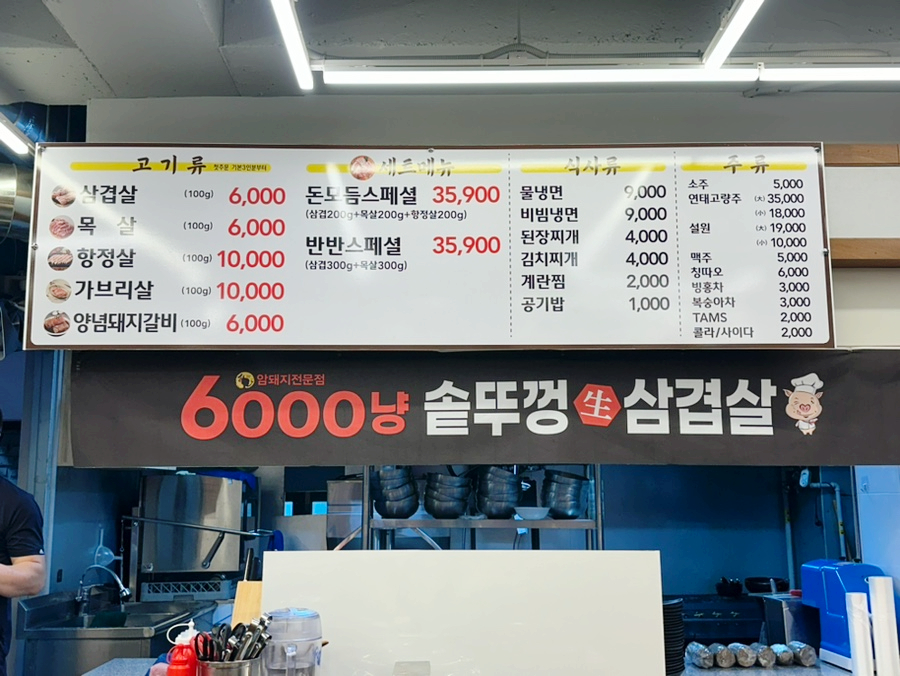 고기류 첫주문 기본3인분부터
삼겹살 (100g) 6,000
목 살 (100g) 6,000
항정살 (100g) 10,000
가브리살 (100g) 10,000
양념돼지갈비 (100g) 6,000
세트메뉴
돈모듬스페셜 35,900
(삼겹200g+목살200g+항정살200g)
반반스페셜 35,900
(삼겹300g+목살300g)
식사류
물냉면 9,000
비빔냉면 9,000
된장찌개 4,000
김치찌개 4,000
계란찜 2,000
공기밥 1,000
주류
소주 5,000
연태고량주 (大) 35,000
(小) 18,000
설원 (大) 19,000
(小) 10,000
맥주 5,000
칭따오 6,000
빙홍차 3,000
복숭아차 3,000
TAMS 2,000
콜라/사이다 2,000
암돼지전문점
6000냥 솥뚜껑 生 삼겹살